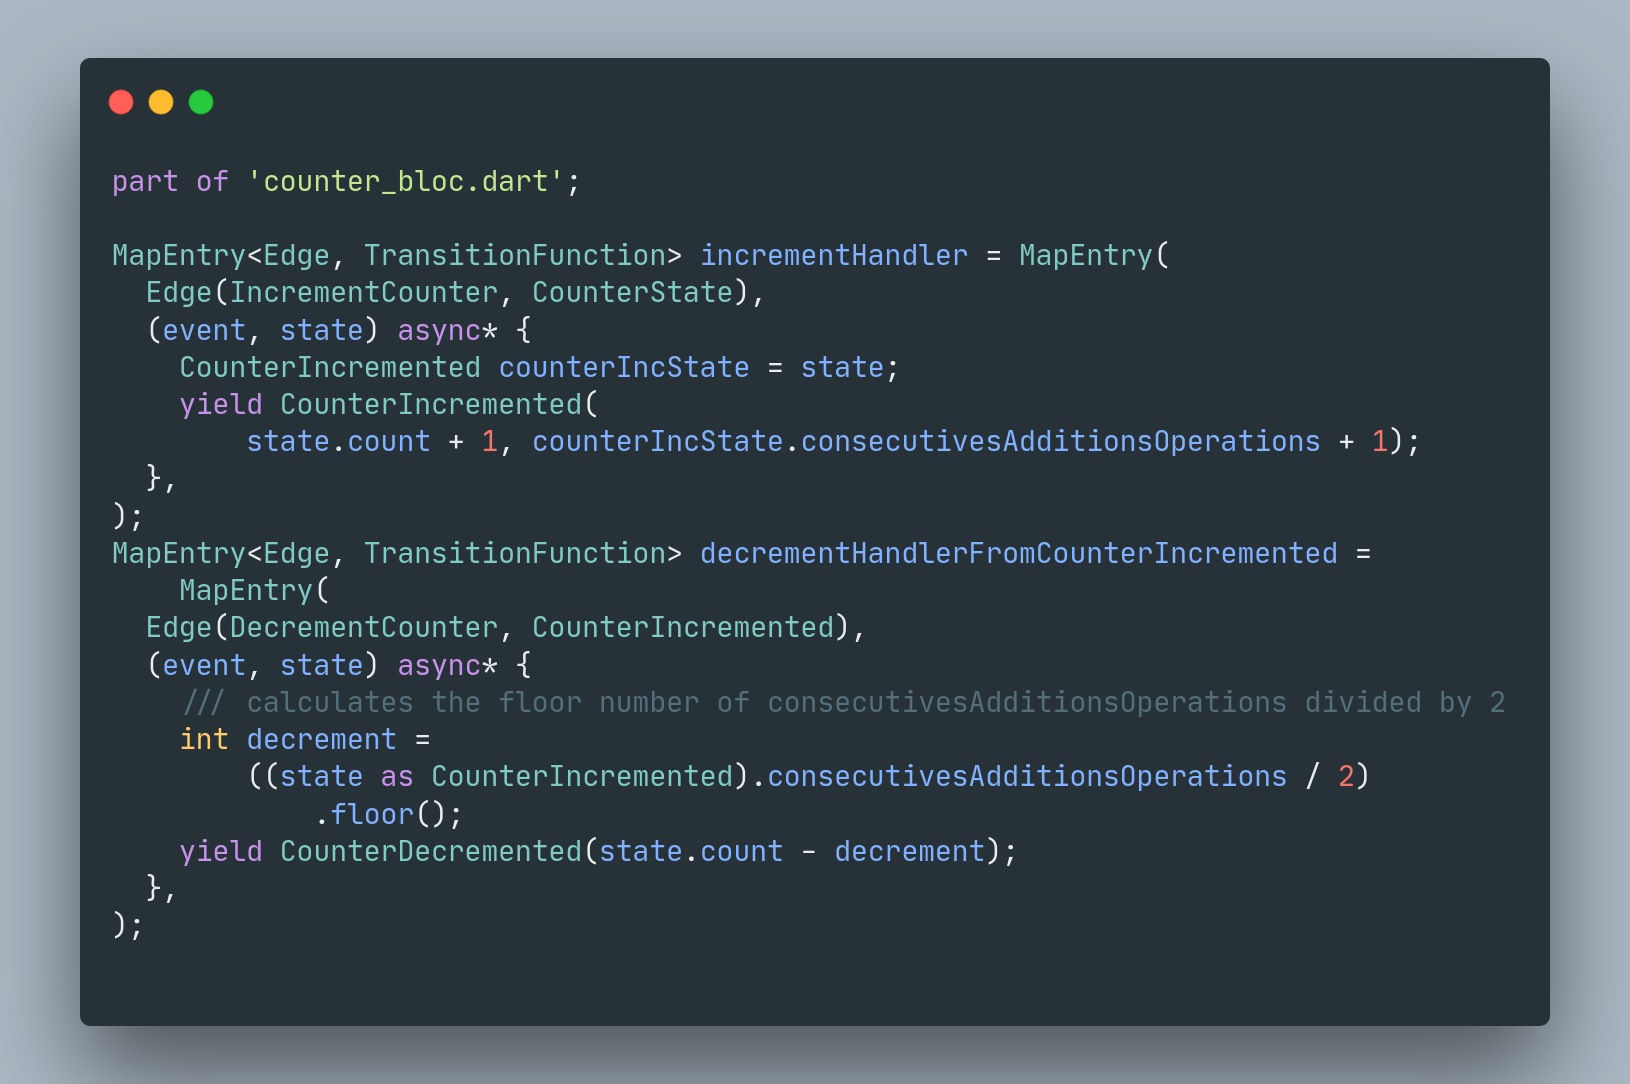 part of 'counter_bloc.dart';

MapEntry<Edge, TransitionFunction> incrementHandler = MapEntry(
  Edge(IncrementCounter, CounterState),
  (event, state) async* {
    CounterIncremented counterIncState = state;
    yield CounterIncremented(
        state.count + 1, counterIncState.consecutivesAdditionsOperations + 1);
  },
);
MapEntry<Edge, TransitionFunction> decrementHandlerFromCounterIncremented =
    MapEntry(
  Edge(DecrementCounter, CounterIncremented),
  (event, state) async* {
    /// calculates the floor number of consecutivesAdditionsOperations divided by 2
    int decrement =
        ((state as CounterIncremented).consecutivesAdditionsOperations / 2)
            .floor();
    yield CounterDecremented(state.count - decrement);
  },
);